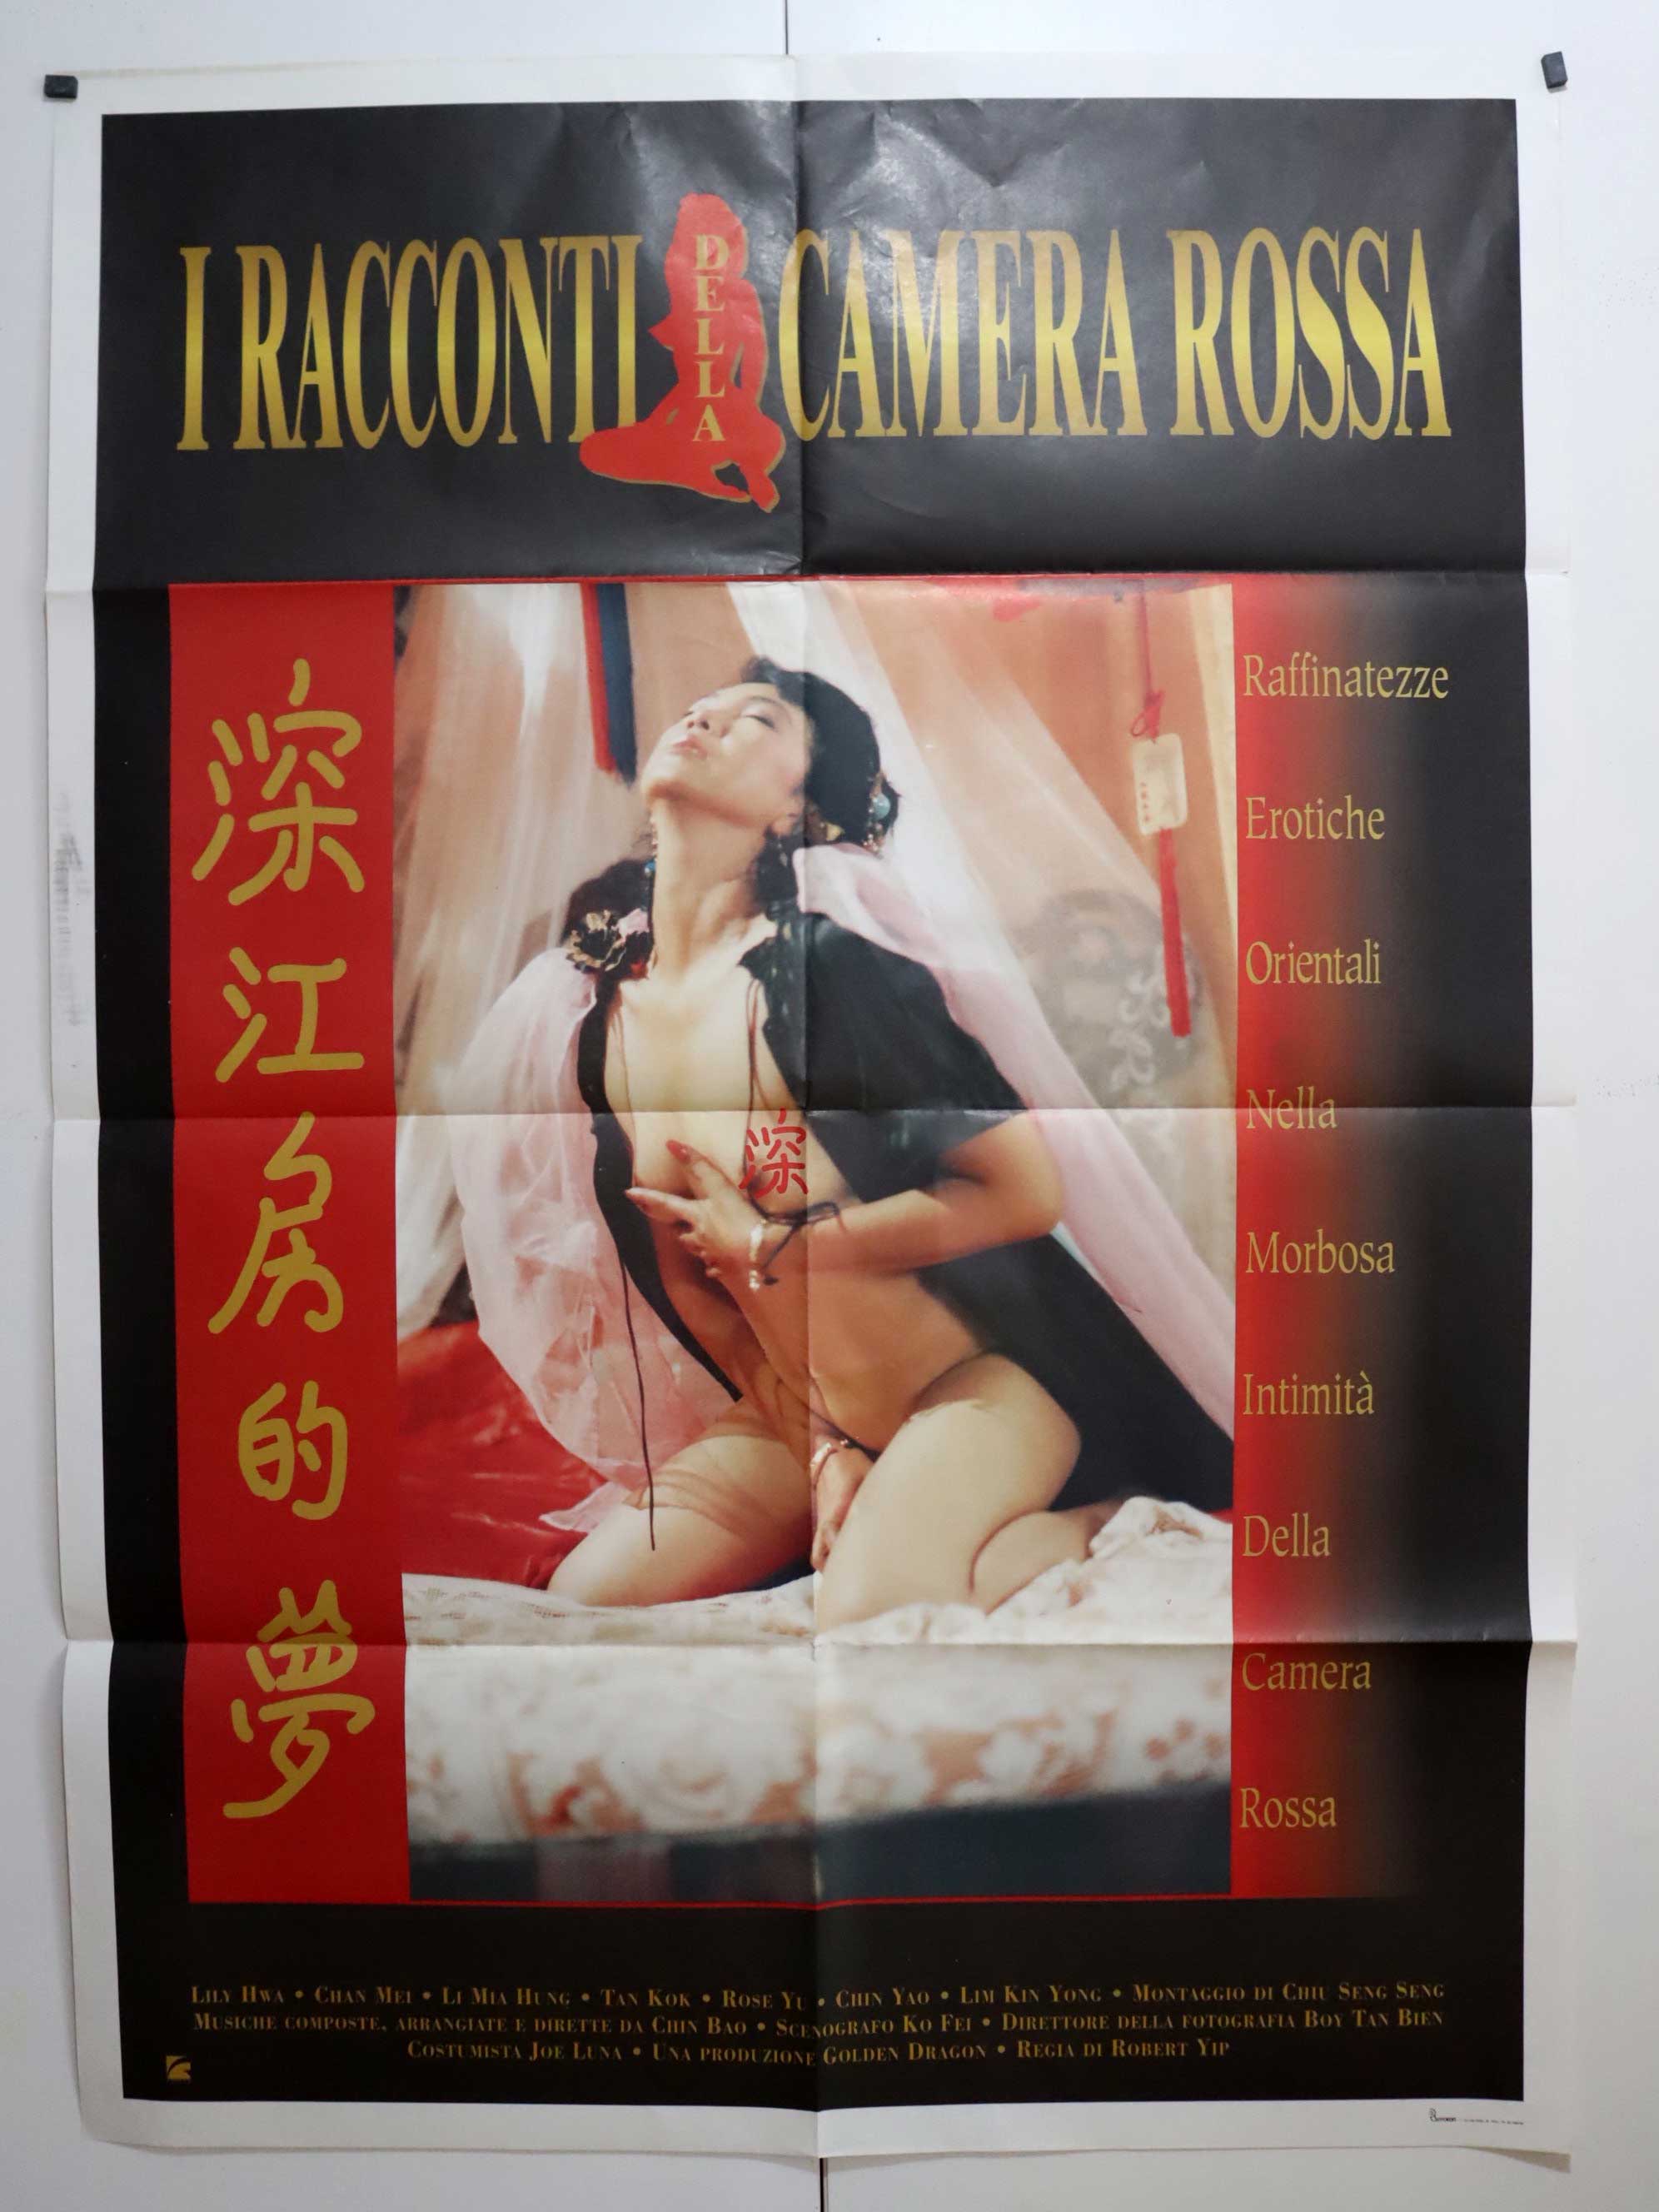 I RACCONTI DELLA CAMERA ROSSA
深江房的夢
深
Raffinatezze
Erotiche
Orientali
Nella
Morbosa
Intimità
Della
Camera
Rossa
LILY HWA • CHAN MEI • LI MIA HUNG • TAN KOK • ROSE YU • CHIN YAO • LIM KIN YONG • MONTAGGIO DI CHIU SENG SENG
MUSICHE COMPOSTE, ARRANGIATE E DIRETTE DA CHIN BAO • SCENOGRAFO KO FEI • DIRETTORE DELLA FOTOGRAFIA BOY TAN BIEN
COSTUMISTA JOE LUNA • UNA PRODUZIONE GOLDEN DRAGON • REGIA DI ROBERT YIP